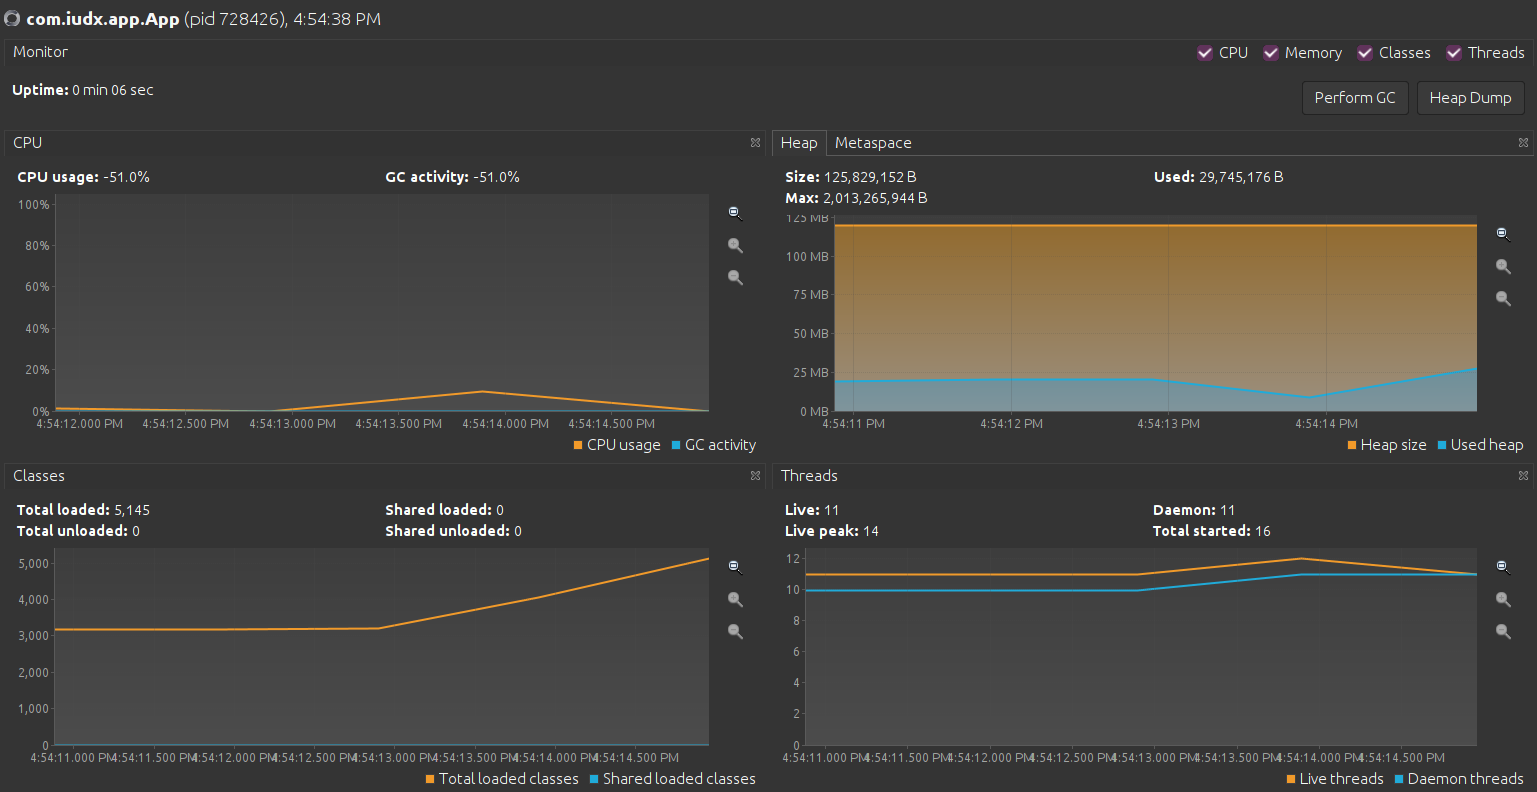 com.iudx.app.App (pid 728426), 4:54:38 PM
Monitor
CPU Memory Classes Threads
Uptime: 0 min 06 sec
Perform GC Heap Dump
CPU
CPU usage: -51.0% GC activity: -51.0%
100%
80%
60%
40%
20%
0%
4:54:12.000 PM 4:54:12.500 PM 4:54:13.000 PM 4:54:13.500 PM 4:54:14.000 PM 4:54:14.500 PM
CPU usage GC activity
Heap Metaspace
Size: 125,829,152 B Used: 29,745,176 B
Max: 2,013,265,944 B
125 MB
100 MB
75 MB
50 MB
25 MB
0 MB
4:54:11 PM 4:54:12 PM 4:54:13 PM 4:54:14 PM
Heap size Used heap
Classes
Total loaded: 5,145 Shared loaded: 0
Total unloaded: 0 Shared unloaded: 0
5,000
4,000
3,000
2,000
1,000
0
4:54:11.000 PM 4:54:11.500 PM 4:54:12.000 PM 4:54:12.500 PM 4:54:13.000 PM 4:54:13.500 PM 4:54:14.000 PM 4:54:14.500 PM
Total loaded classes Shared loaded classes
Threads
Live: 11 Daemon: 11
Live peak: 14 Total started: 16
12
10
8
6
4
2
0
4:54:11.000 PM 4:54:11.500 PM 4:54:12.000 PM 4:54:12.500 PM 4:54:13.000 PM 4:54:13.500 PM 4:54:14.000 PM 4:54:14.500 PM
Live threads Daemon threads